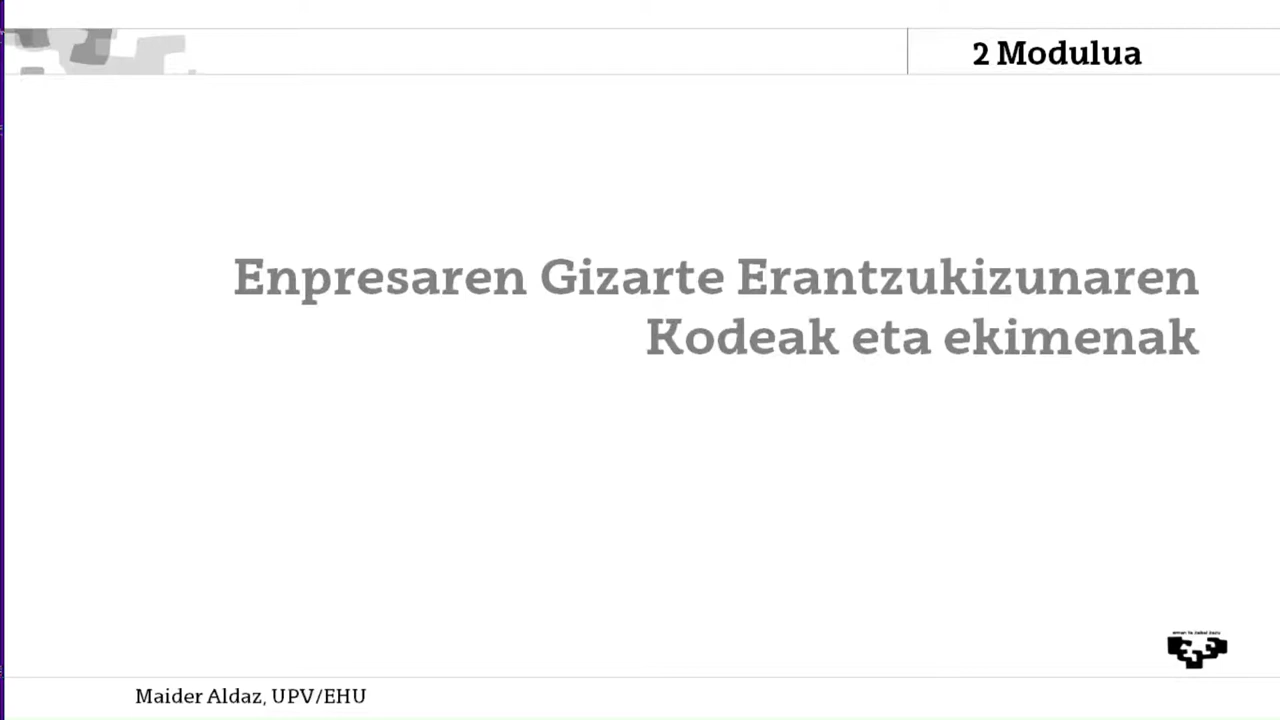 2 Modulua
Enpresaren Gizarte Erantzukizunaren
Kodeak eta ekimenak
Maider Aldaz, UPV/EHU